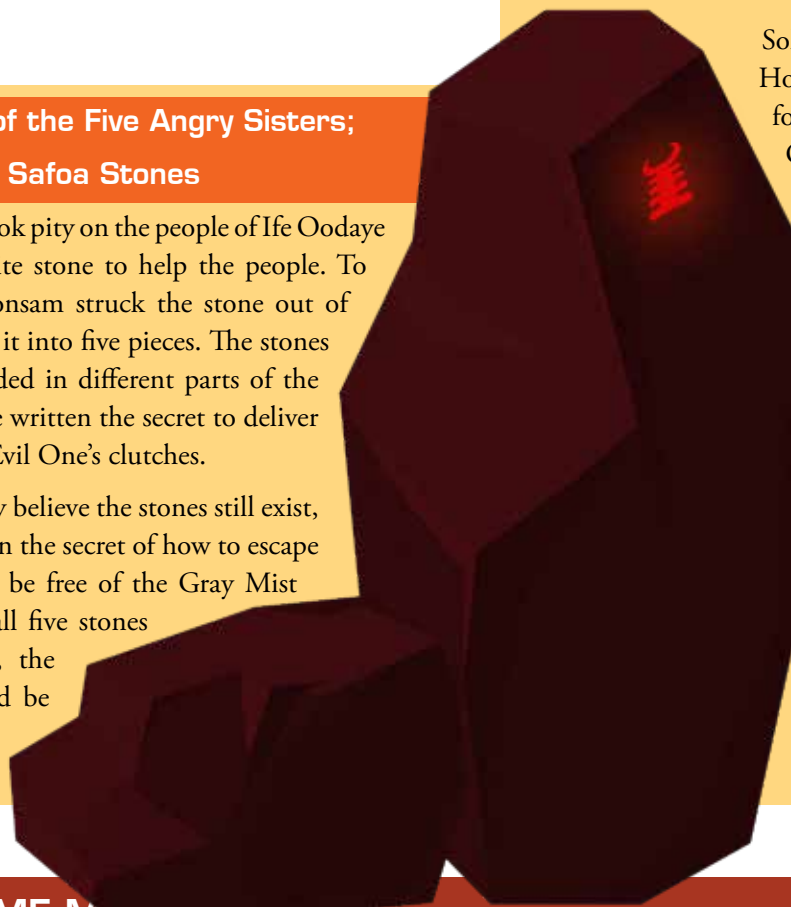 of the Five Angry Sisters;
Safoa Stones
ok pity on the people of Ife Oodaye
te stone to help the people. To
onsam struck the stone out of
it into five pieces. The stones
ded in different parts of the
e written the secret to deliver
Evil One’s clutches.
y believe the stones still exist,
n the secret of how to escape
be free of the Gray Mist
all five stones
, the
d be
So
Ho
fo